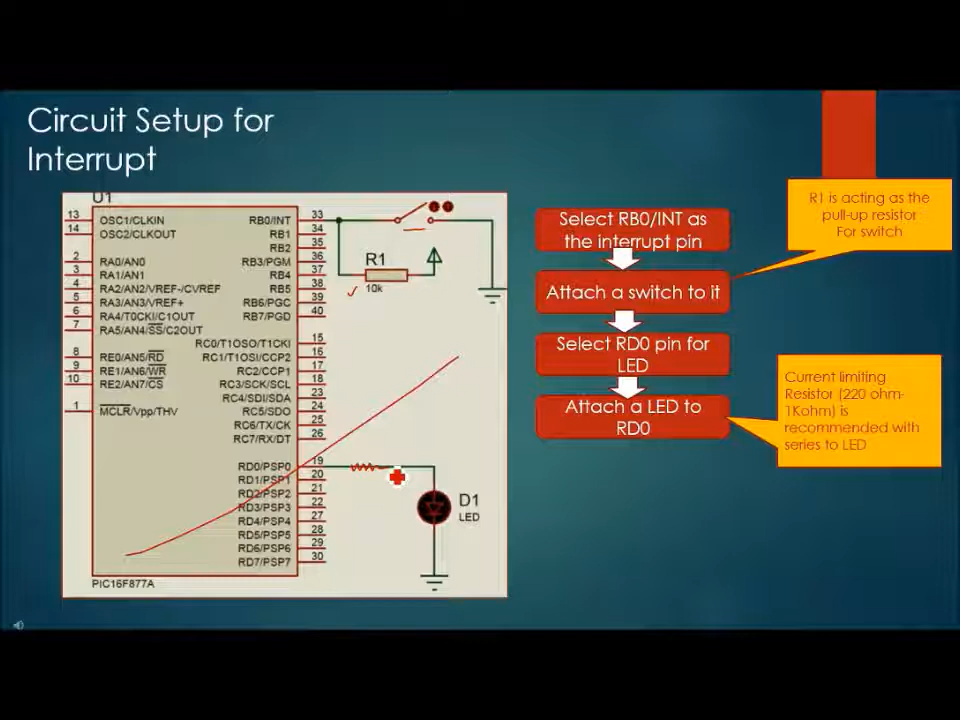 Circuit Setup for
Interrupt
U1
13 OSC1/CLKIN
14 OSC2/CLKOUT
2 RA0/AN0
3 RA1/AN1
4 RA2/AN2/VREF-/CVREF
5 RA3/AN3/VREF+
6 RA4/T0CKI/C1OUT
7 RA5/AN4/SS/C2OUT
8 RE0/AN5/RD
9 RE1/AN6/WR
10 RE2/AN7/CS
1 MCLR/Vpp/THV
RB0/INT 33
RB1 34
RB2 35
RB3/PGM 36
RB4 37
RB5 38
RB6/PGC 39
RB7/PGD 40
RC0/T1OSO/T1CKI 15
RC1/T1OSI/CCP2 16
RC2/CCP1 17
RC3/SCK/SCL 18
RC4/SDI/SDA 23
RC5/SDO 24
RC6/TX/CK 25
RC7/RX/DT 26
RD0/PSP0 19
RD1/PSP1 20
RD2/PSP2 21
RD3/PSP3 22
RD4/PSP4 27
RD5/PSP5 28
RD6/PSP6 29
RD7/PSP7 30
PIC16F877A
R1
10k
D1
LED
Select RB0/INT as
the interrupt pin
Attach a switch to it
Select RD0 pin for
LED
Attach a LED to
RD0
R1 is acting as the
pull-up resistor
For switch
Current limiting
Resistor (220 ohm-
1Kohm) is
recommended with
series to LED